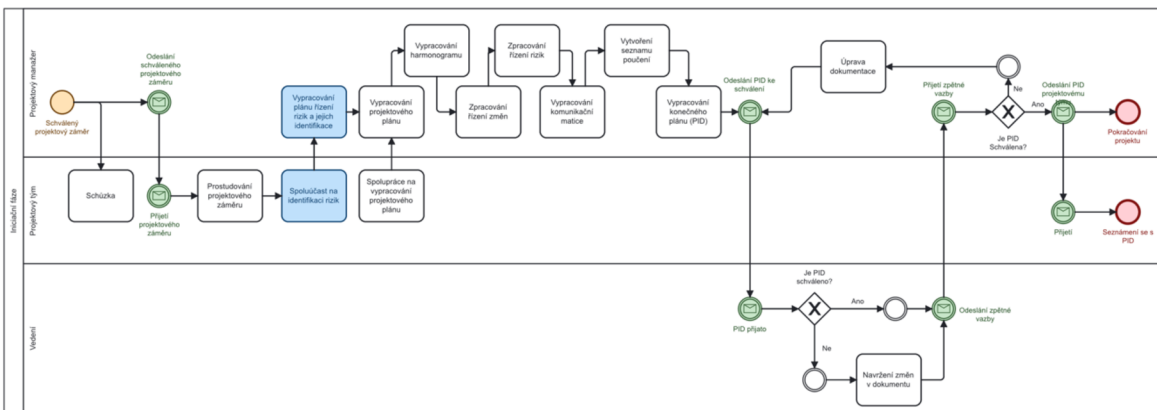 Iniciační fáze
Projektový manažer
Schválený
projektový záměr
Odeslání
schváleného
projektového
záměru
Vypracování
plánu řízení
rizik a jejich
identifikace
Vypracování
projektového
plánu
Vypracování
harmonogramu
Zpracování
řízení změn
Zpracování
řízení rizik
Vypracování
komunikační
matice
Vytvoření
seznamu
poučení
Vypracování
konečného
plánu (PID)
Odeslání PID ke
schválení
Úprava
dokumentace
Přijetí zpětné
vazby
Ne
Ano
Je PID
Schválena?
Odeslání PID
projektovému
Pokračování
projektu
Projektový tým
Schůzka
Přijetí
projektového
záměru
Prostudování
projektového
záměru
Spoluúčast na
identifikaci rizik
Spolupráce na
vypracování
projektového
plánu
Přijetí
Seznámení se s
PID
Vedení
PID přijato
Je PID
schváleno?
Ano
Ne
Odeslání zpětné
vazby
Navržení změn
v dokumentu